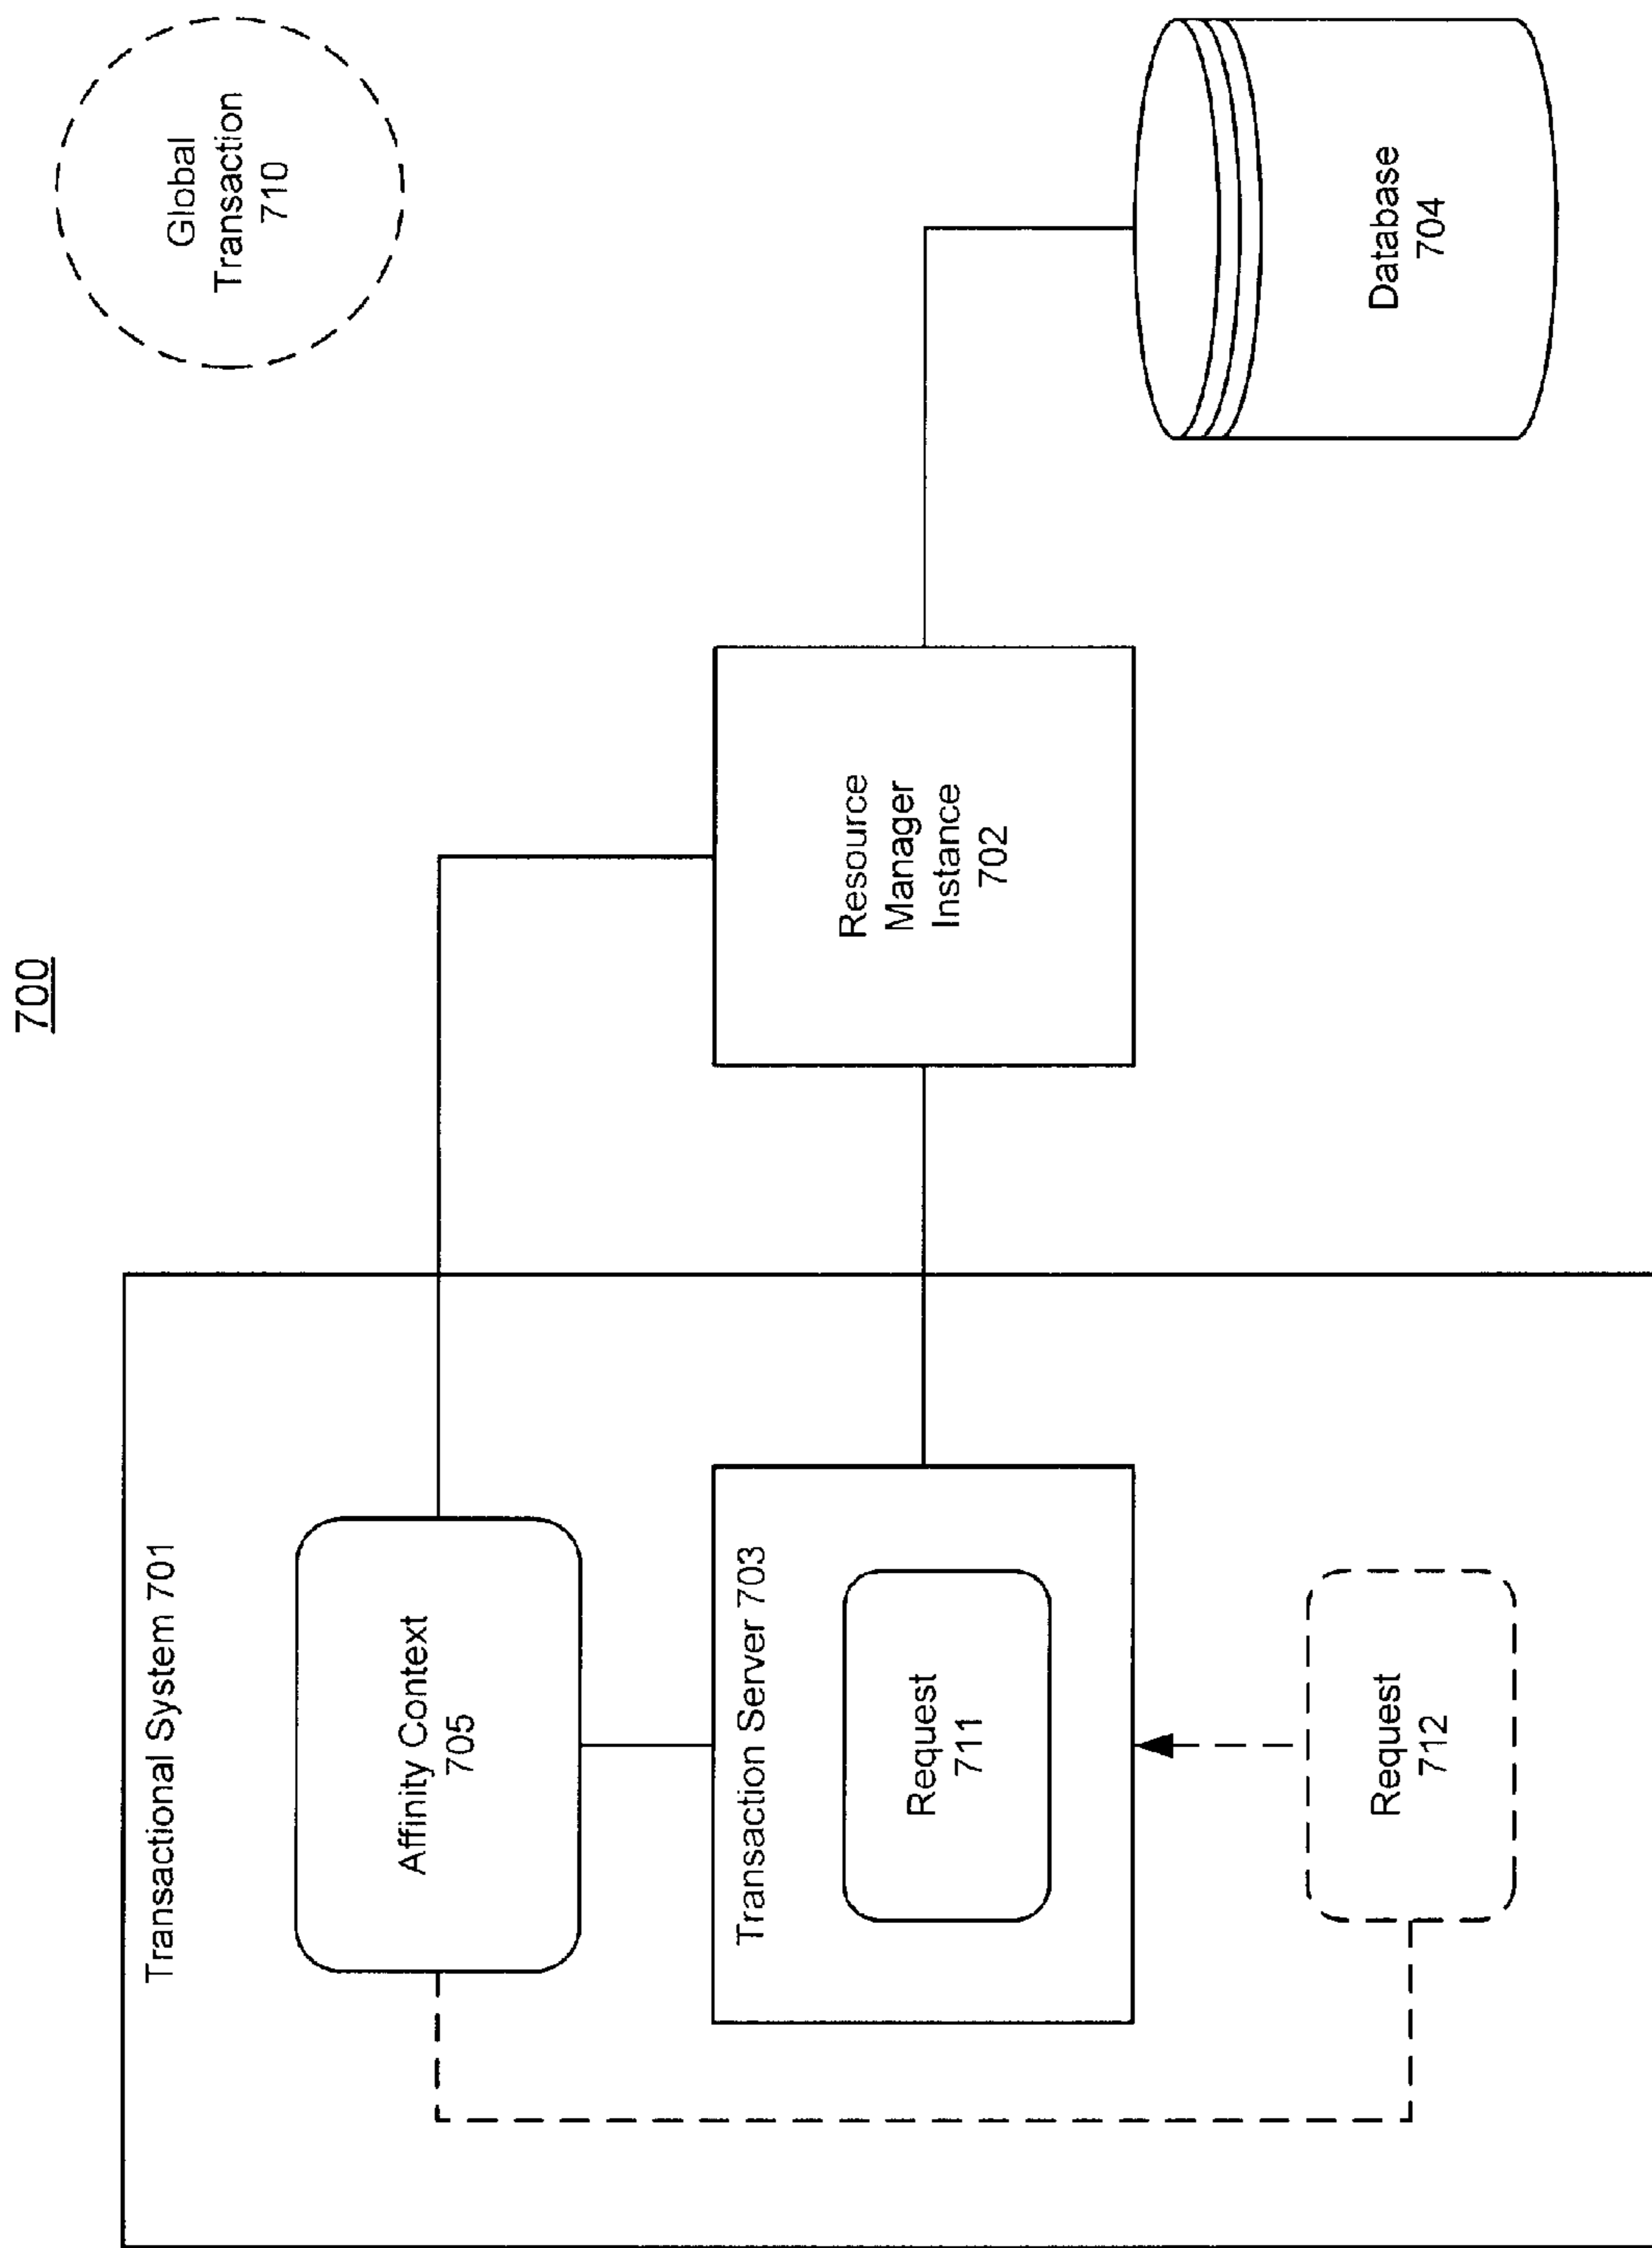 700
Transactional System 701
Affinity Context
705
Transaction Server 703
Request
711
Request
712
Resource
Manager
Instance
702
Global
Transaction
710
Database
704